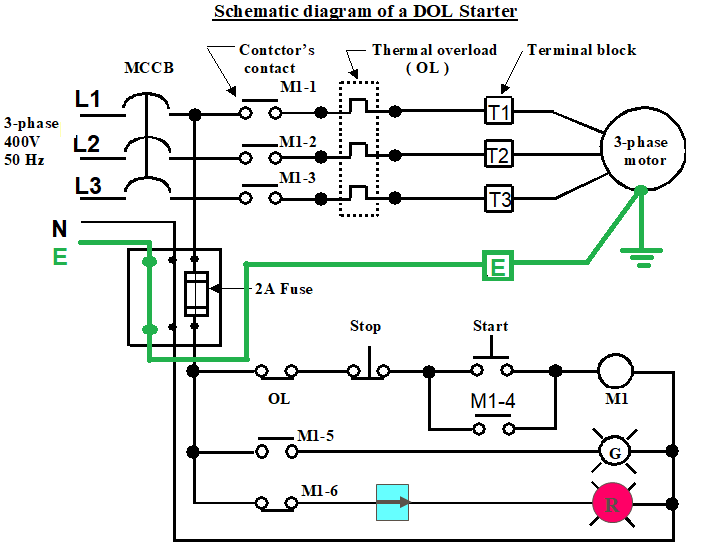 Schematic diagram of a DOL Starter
Contctor's
contact
Thermal overload
( OL )
Terminal block
MCCB
M1-1
L1
T1
3-phase
400V
50 Hz
L2
M1-2
T2
3-phase
motor
L3
M1-3
T3
N
E
E
2A Fuse
Stop
Start
OL
M1-4
M1
M1-5
G
M1-6
R